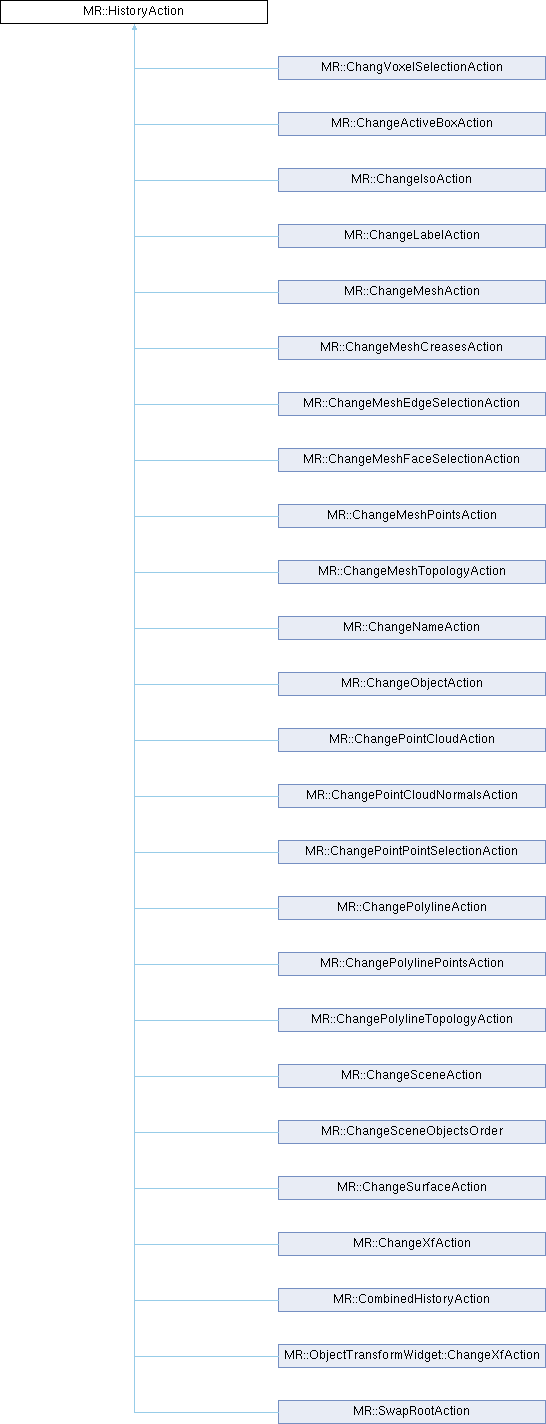 MR::HistoryAction
MR::ChangVoxelSelectionAction
MR::ChangeActiveBoxAction
MR::ChangeIsoAction
MR::ChangeLabelAction
MR::ChangeMeshAction
MR::ChangeMeshCreasesAction
MR::ChangeMeshEdgeSelectionAction
MR::ChangeMeshFaceSelectionAction
MR::ChangeMeshPointsAction
MR::ChangeMeshTopologyAction
MR::ChangeNameAction
MR::ChangeObjectAction
MR::ChangePointCloudAction
MR::ChangePointCloudNormalsAction
MR::ChangePointPointSelectionAction
MR::ChangePolylineAction
MR::ChangePolylinePointsAction
MR::ChangePolylineTopologyAction
MR::ChangeSceneAction
MR::ChangeSceneObjectsOrder
MR::ChangeSurfaceAction
MR::ChangeXfAction
MR::CombinedHistoryAction
MR::ObjectTransformWidget::ChangeXfAction
MR::SwapRootAction